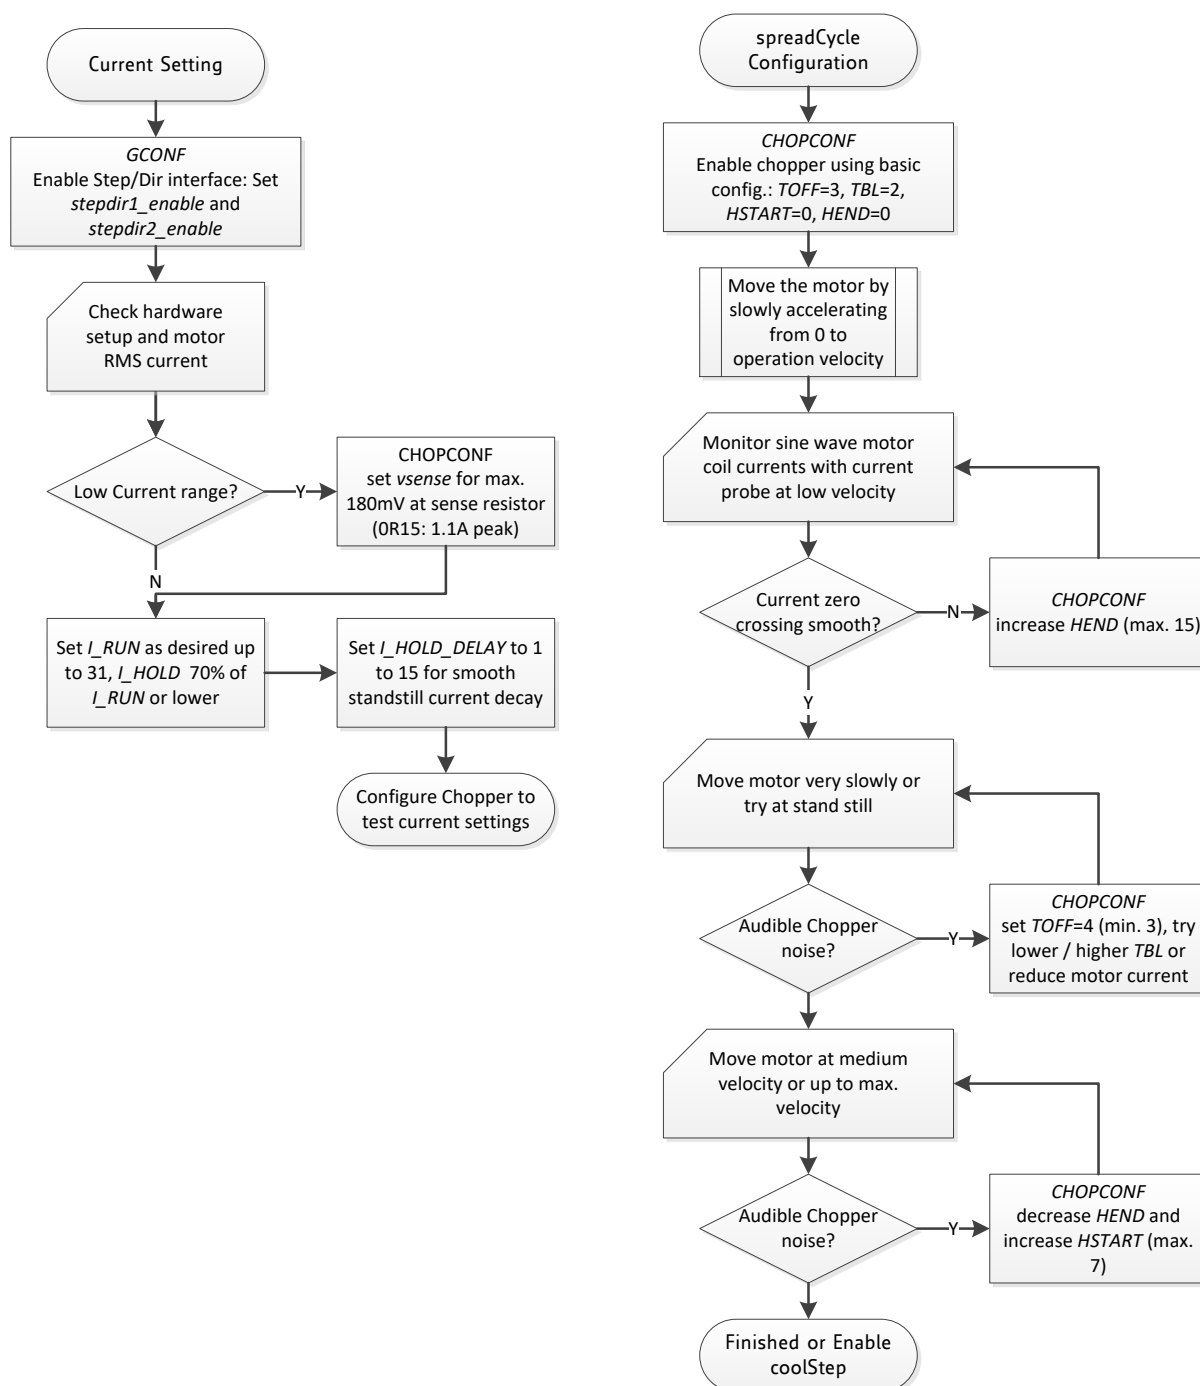 Current Setting
GCONF
Enable Step/Dir interface: Set
stepdir1_enable and
stepdir2_enable
Check hardware
setup and motor
RMS current
Low Current range?
Y
CHOPCONF
set vsense for max.
180mV at sense resistor
(0R15: 1.1A peak)
N
Set I_RUN as desired up
to 31, I_HOLD 70% of
I_RUN or lower
Set I_HOLD_DELAY to 1
to 15 for smooth
standstill current decay
Configure Chopper to
test current settings
spreadCycle
Configuration
CHOPCONF
Enable chopper using basic
config.: TOFF=3, TBL=2,
HSTART=0, HEND=0
Move the motor by
slowly accelerating
from 0 to
operation velocity
Monitor sine wave motor
coil currents with current
probe at low velocity
Current zero
crossing smooth?
N
CHOPCONF
increase HEND (max. 15)
Y
Move motor very slowly or
try at stand still
Audible Chopper
noise?
Y
CHOPCONF
set TOFF=4 (min. 3), try
lower / higher TBL or
reduce motor current
Move motor at medium
velocity or up to max.
velocity
Audible Chopper
noise?
Y
CHOPCONF
decrease HEND and
increase HSTART (max.
7)
Finished or Enable
coolStep